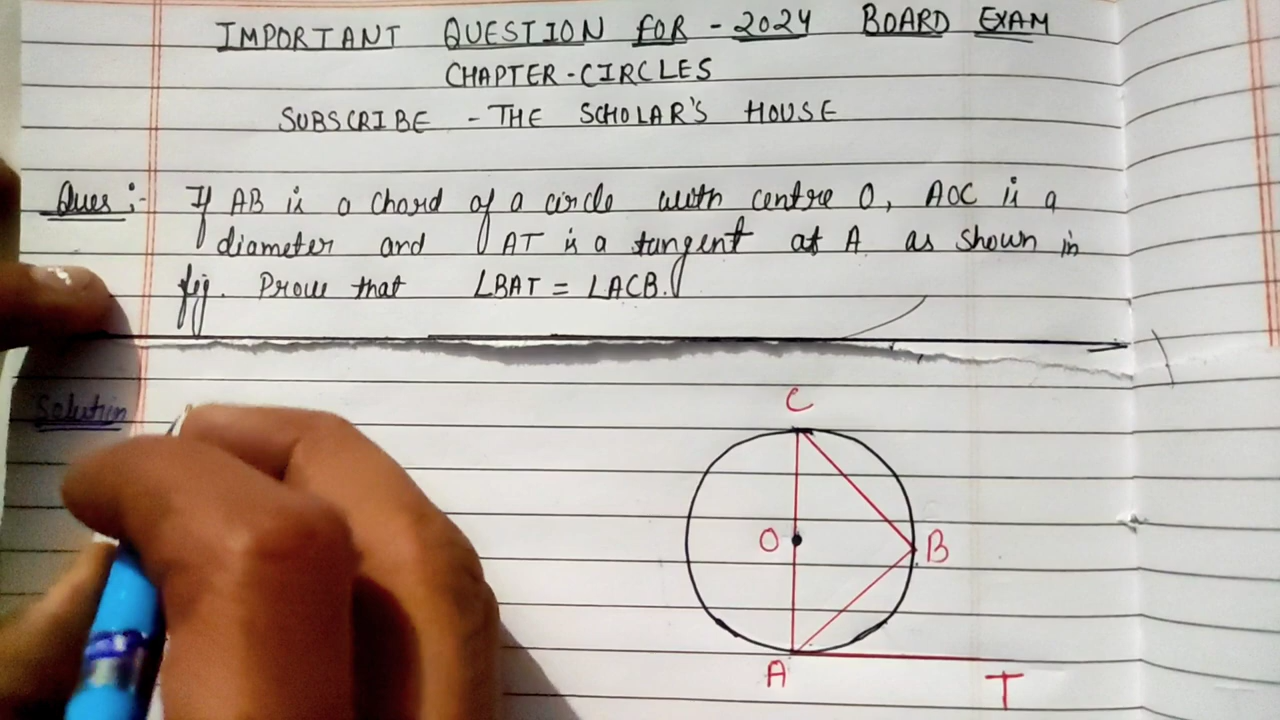 IMPORTANT QUESTION FOR - 2024 BOARD EXAM
CHAPTER - CIRCLES
SUBSCRIBE - THE SCHOLAR'S HOUSE
Ques :- If AB is a chord of a circle with centre O, AOC is a
diameter and AT is a tangent at A as shown in
fig. Prove that ∠BAT = ∠ACB.
Solution
C
O
B
A
T